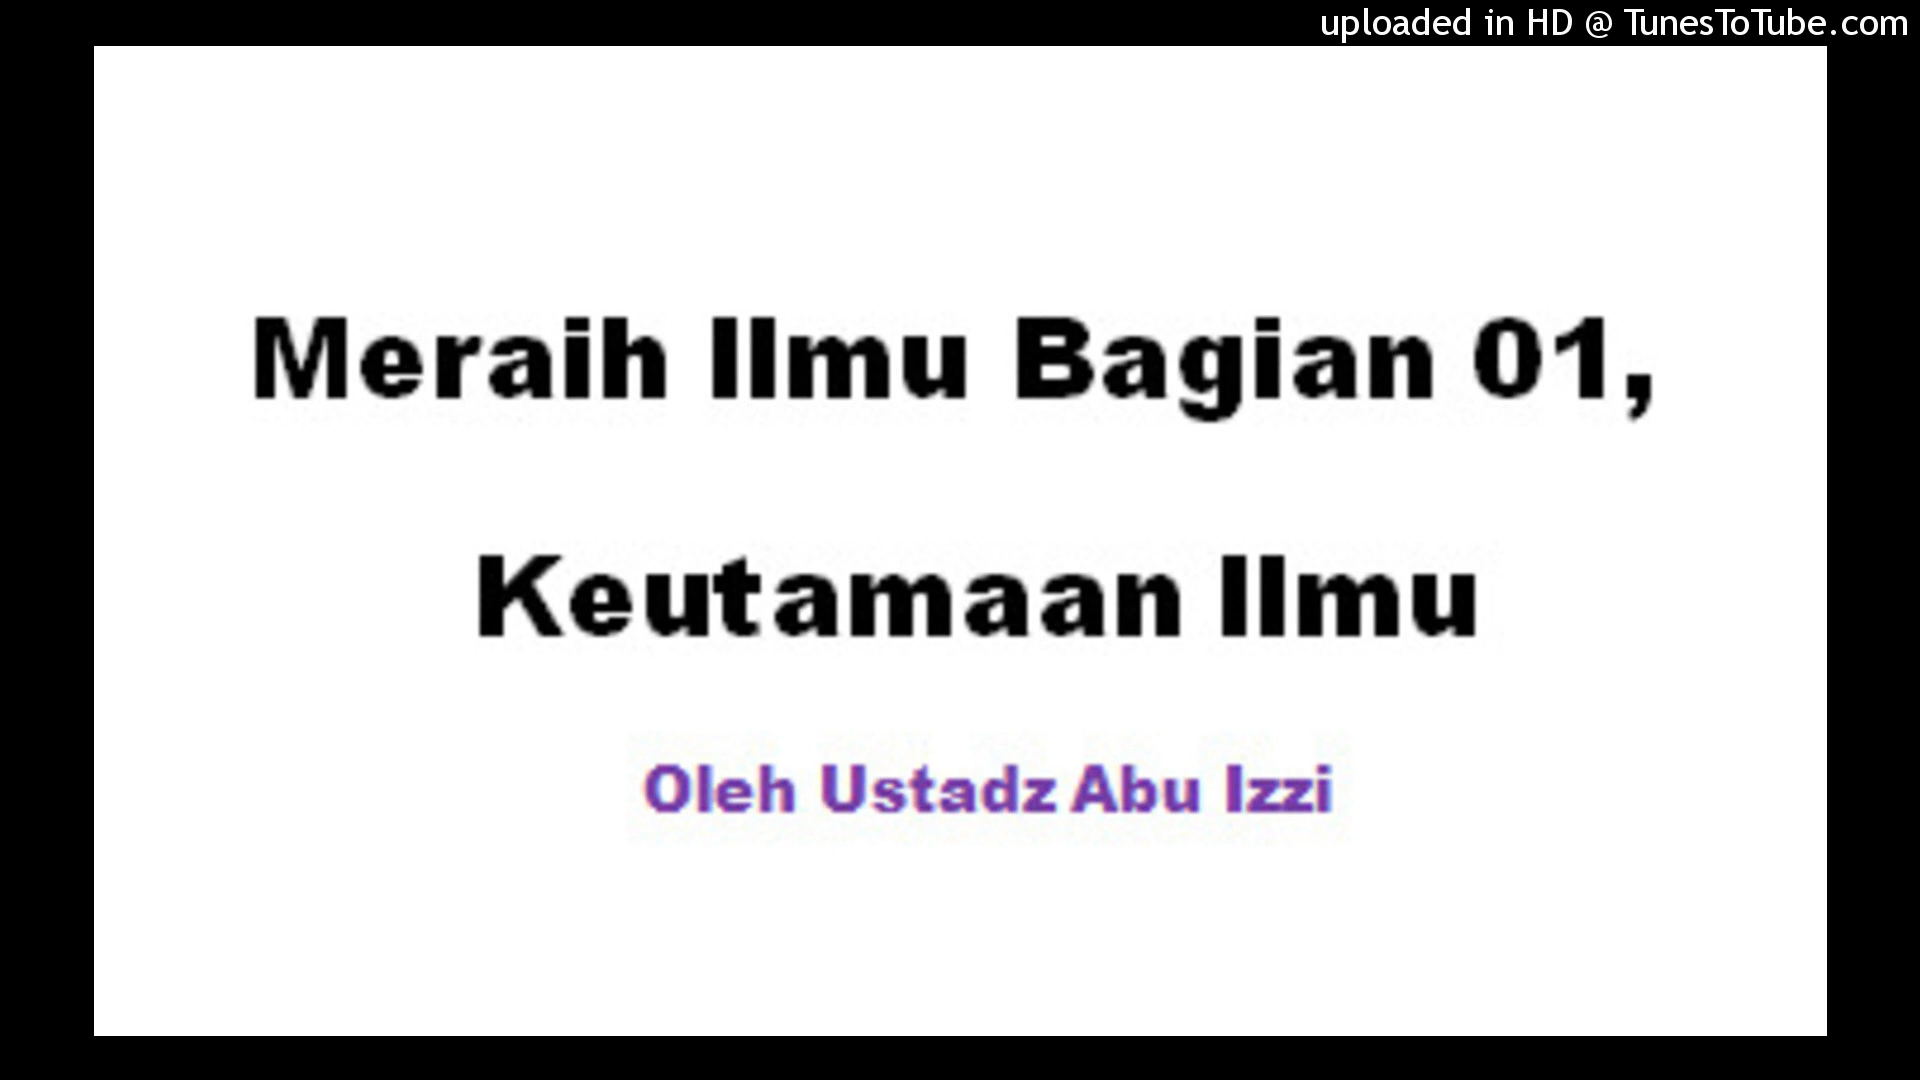 uploaded in HD @ TunesToTube.com
Meraih Ilmu Bagian 01,
Keutamaan Ilmu
Oleh Ustadz Abu Izzi